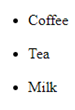 • Coffee
• Tea
• Milk